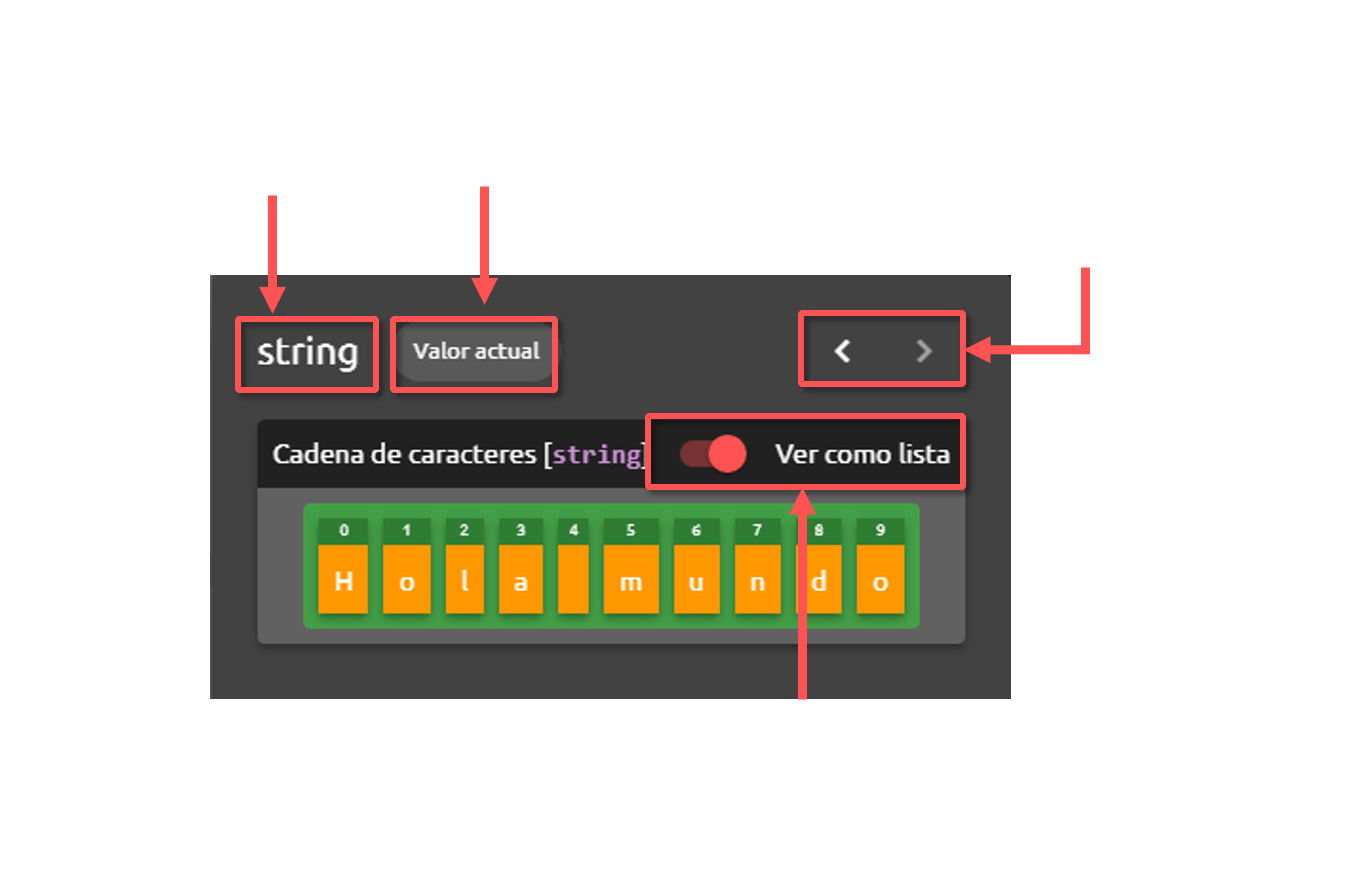 string Valor actual
Cadena de caracteres [string] Ver como lista
0 1 2 3 4 5 6 7 8 9
H o l a m u n d o